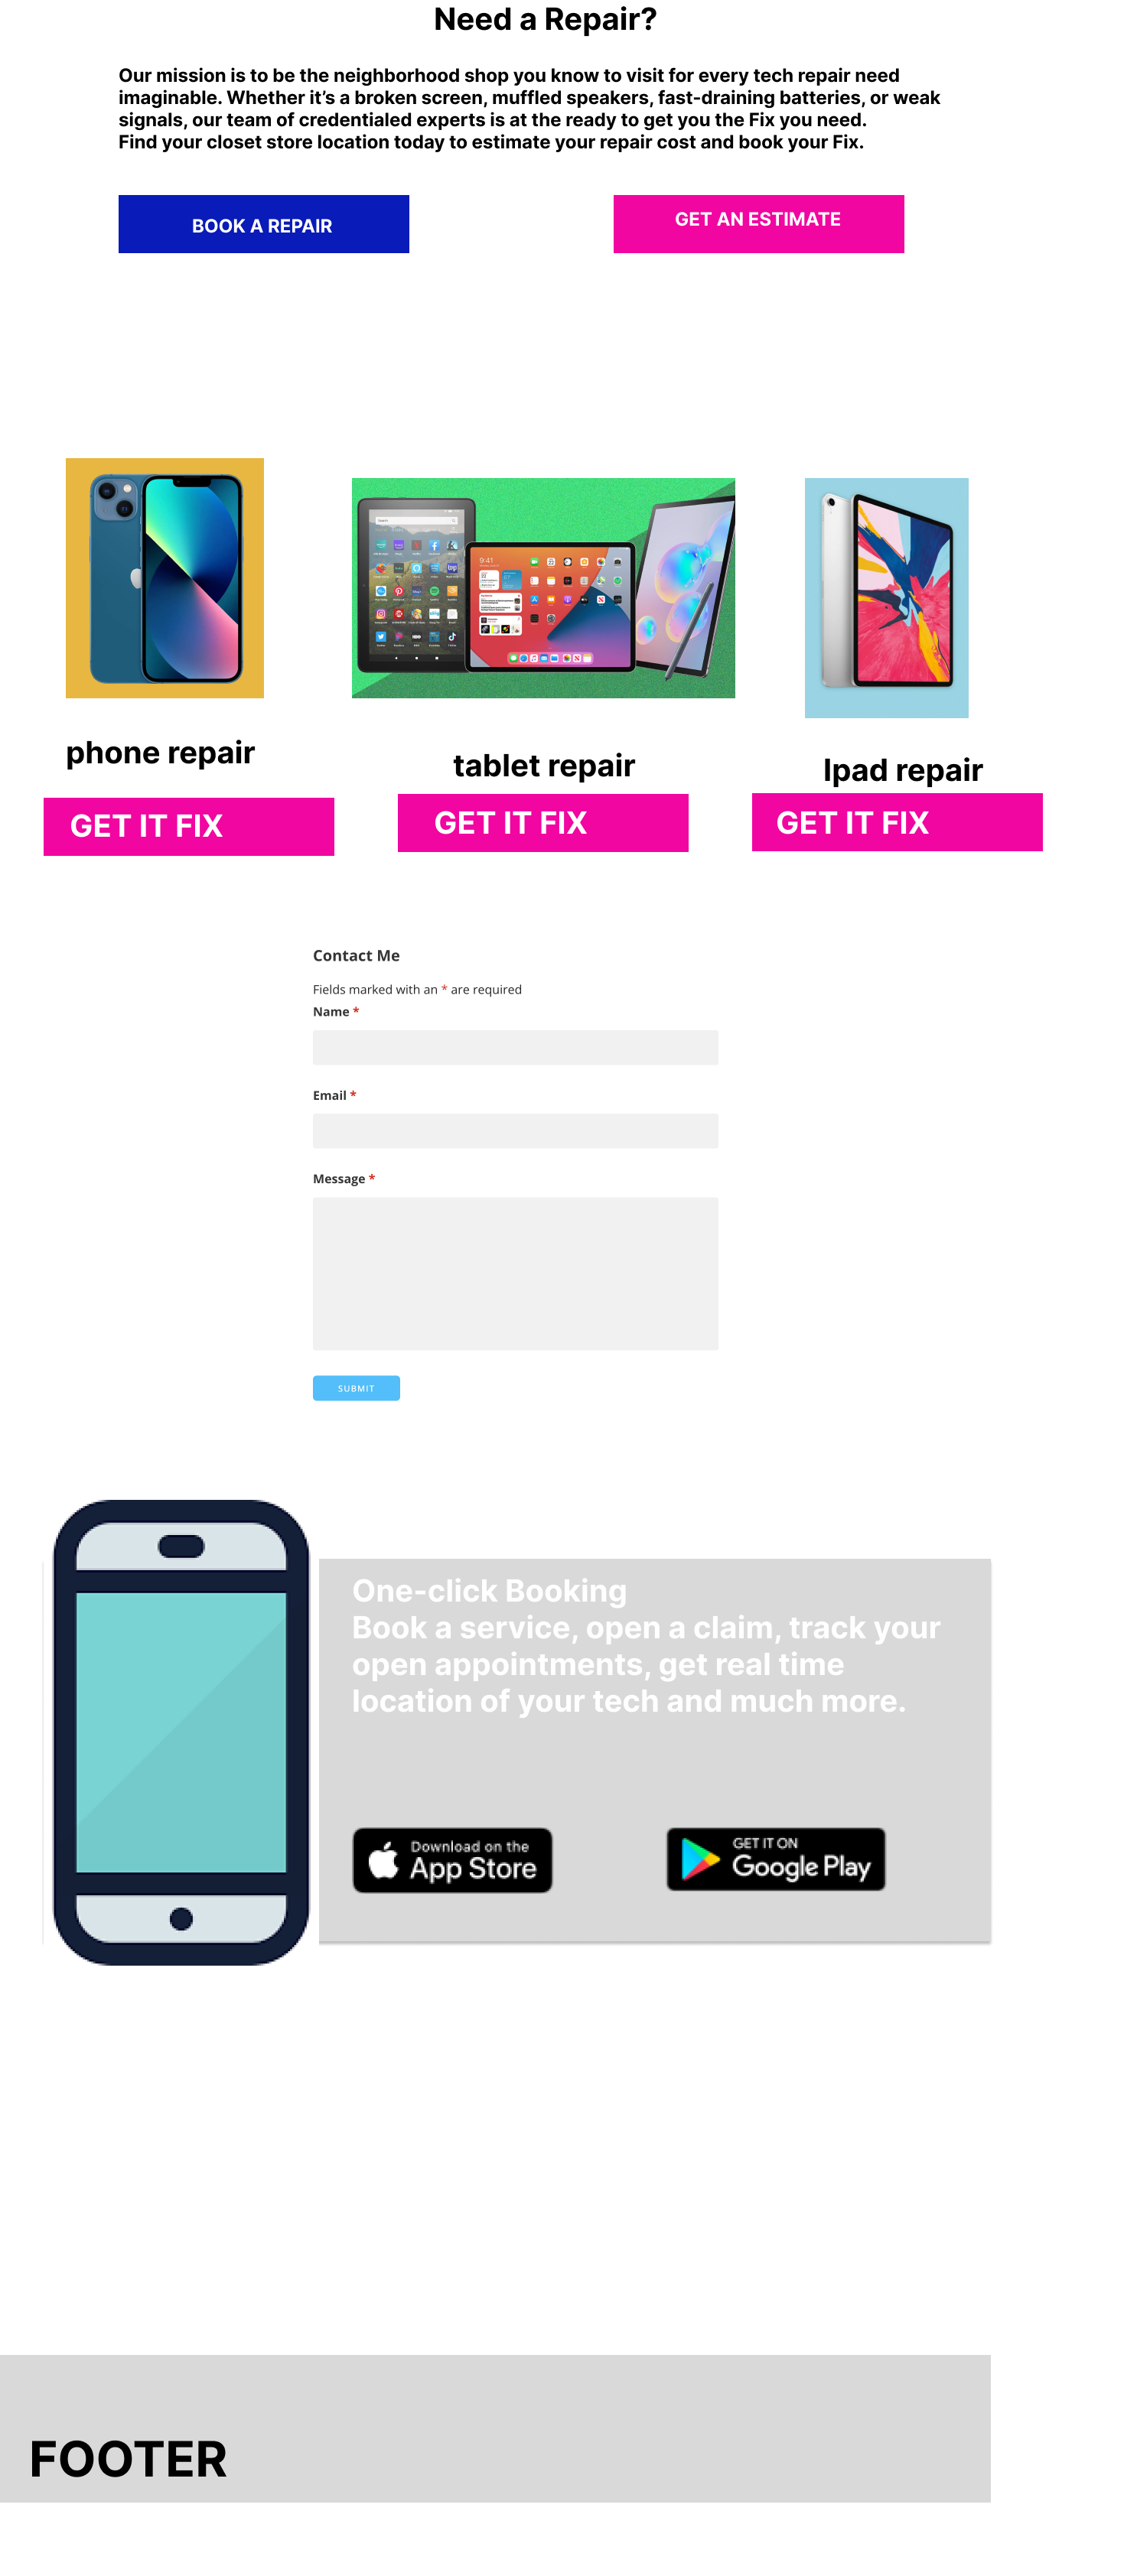 Need a Repair?
Our mission is to be the neighborhood shop you know to visit for every tech repair need
imaginable. Whether it’s a broken screen, muffled speakers, fast-draining batteries, or weak
signals, our team of credentialed experts is at the ready to get you the Fix you need.
Find your closet store location today to estimate your repair cost and book your Fix.
BOOK A REPAIR
GET AN ESTIMATE
Search
9:41
phone repair
tablet repair
Ipad repair
GET IT FIX
GET IT FIX
GET IT FIX
Contact Me
Fields marked with an * are required
Name *
Email *
Message *
SUBMIT
One-click Booking
Book a service, open a claim, track your
open appointments, get real time
location of your tech and much more.
Download on the
App Store
GET IT ON
Google Play
FOOTER